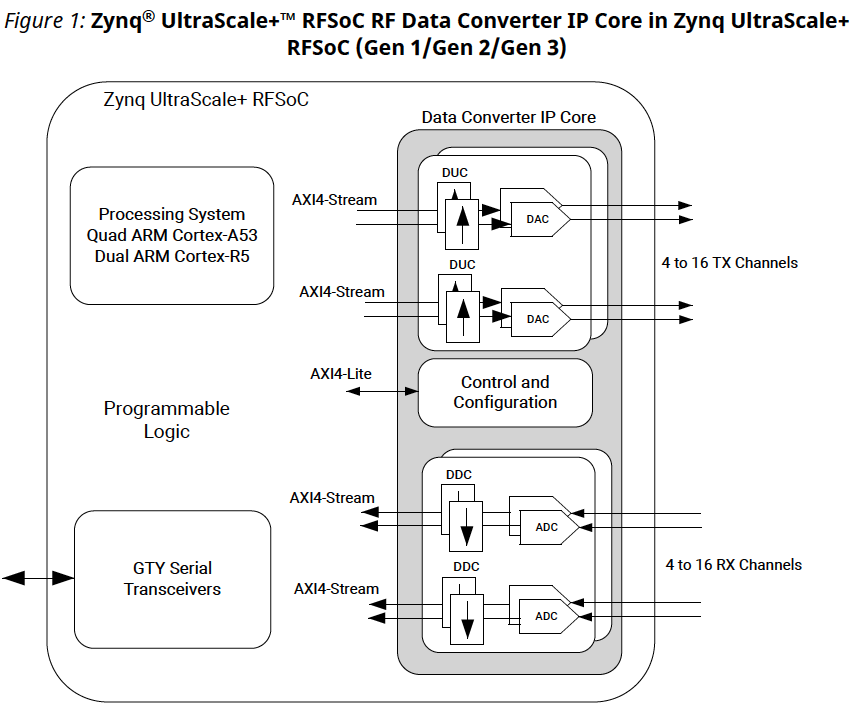 Figure 1: Zynq® UltraScale+™ RFSoC RF Data Converter IP Core in Zynq UltraScale+
RFSoC (Gen 1/Gen 2/Gen 3)
Zynq UltraScale+ RFSoC
Data Converter IP Core
Processing System
Quad ARM Cortex-A53
Dual ARM Cortex-R5
AXI4-Stream
DUC
DAC
4 to 16 TX Channels
AXI4-Stream
DUC
DAC
AXI4-Lite
Control and
Configuration
Programmable
Logic
AXI4-Stream
DDC
ADC
4 to 16 RX Channels
GTY Serial
Transceivers
AXI4-Stream
DDC
ADC